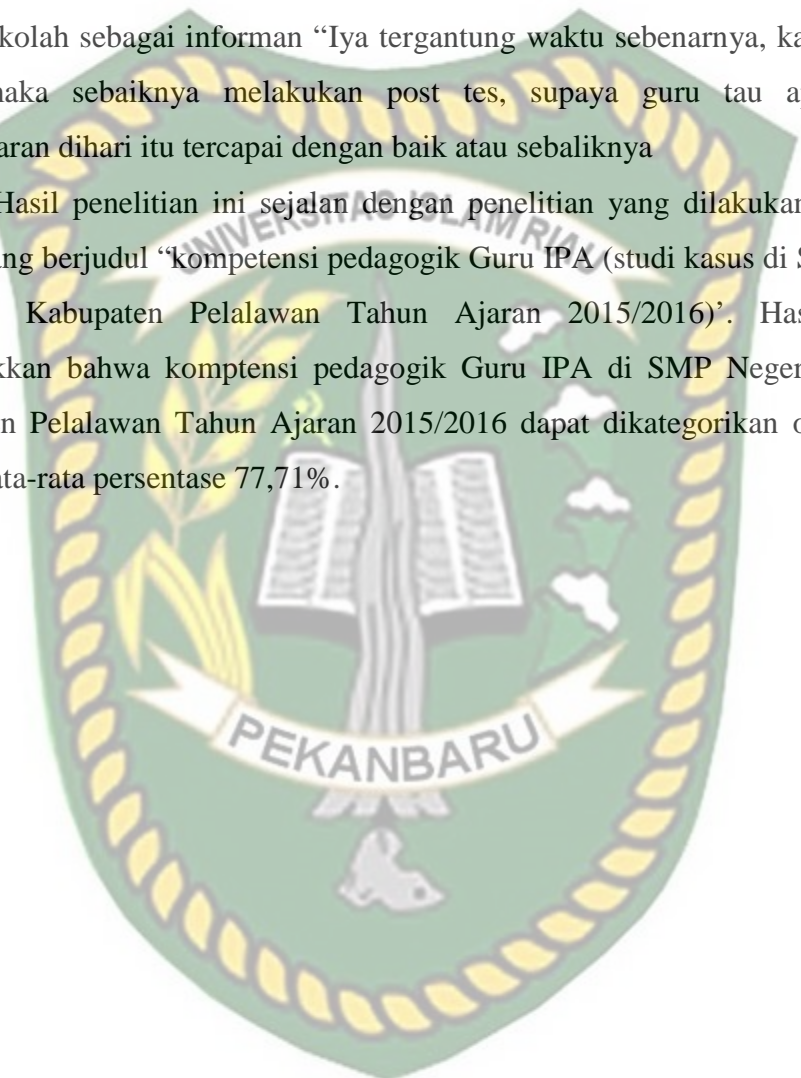 kolah sebagai informan “Iya tergantung waktu sebenarnya, ka
naka sebaiknya melakukan post tes, supaya guru tau a
aran dihari itu tercapai dengan baik atau sebaliknya
Hasil penelitian ini sejalan dengan penelitian yang dilakukan
ng berjudul “kompetensi pedagogik Guru IPA (studi kasus di S
Kabupaten Pelalawan Tahun Ajaran 2015/2016)’. Has
kkan bahwa komptensi pedagogik Guru IPA di SMP Neger
n Pelalawan Tahun Ajaran 2015/2016 dapat dikategorikan
ata-rata persentase 77,71%.
UNIVERSITAS ISLAM RIAU
PEKANBARU